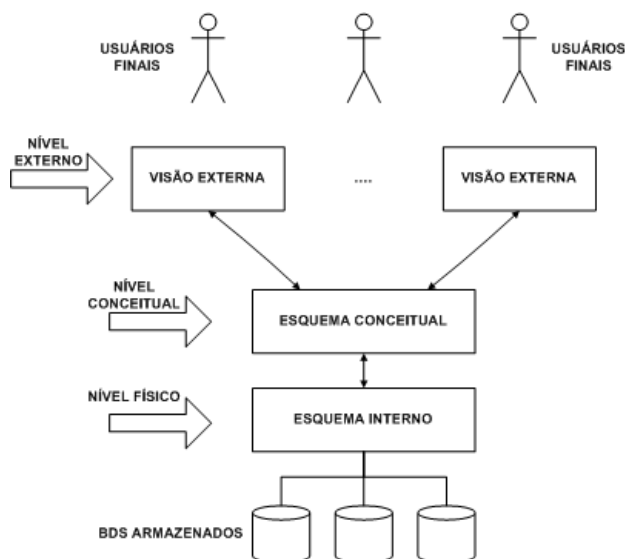 USUÁRIOS
FINAIS
USUÁRIOS
FINAIS
NÍVEL
EXTERNO
VISÃO EXTERNA
....
VISÃO EXTERNA
NÍVEL
CONCEITUAL
ESQUEMA CONCEITUAL
NÍVEL FÍSICO
ESQUEMA INTERNO
BDS ARMAZENADOS